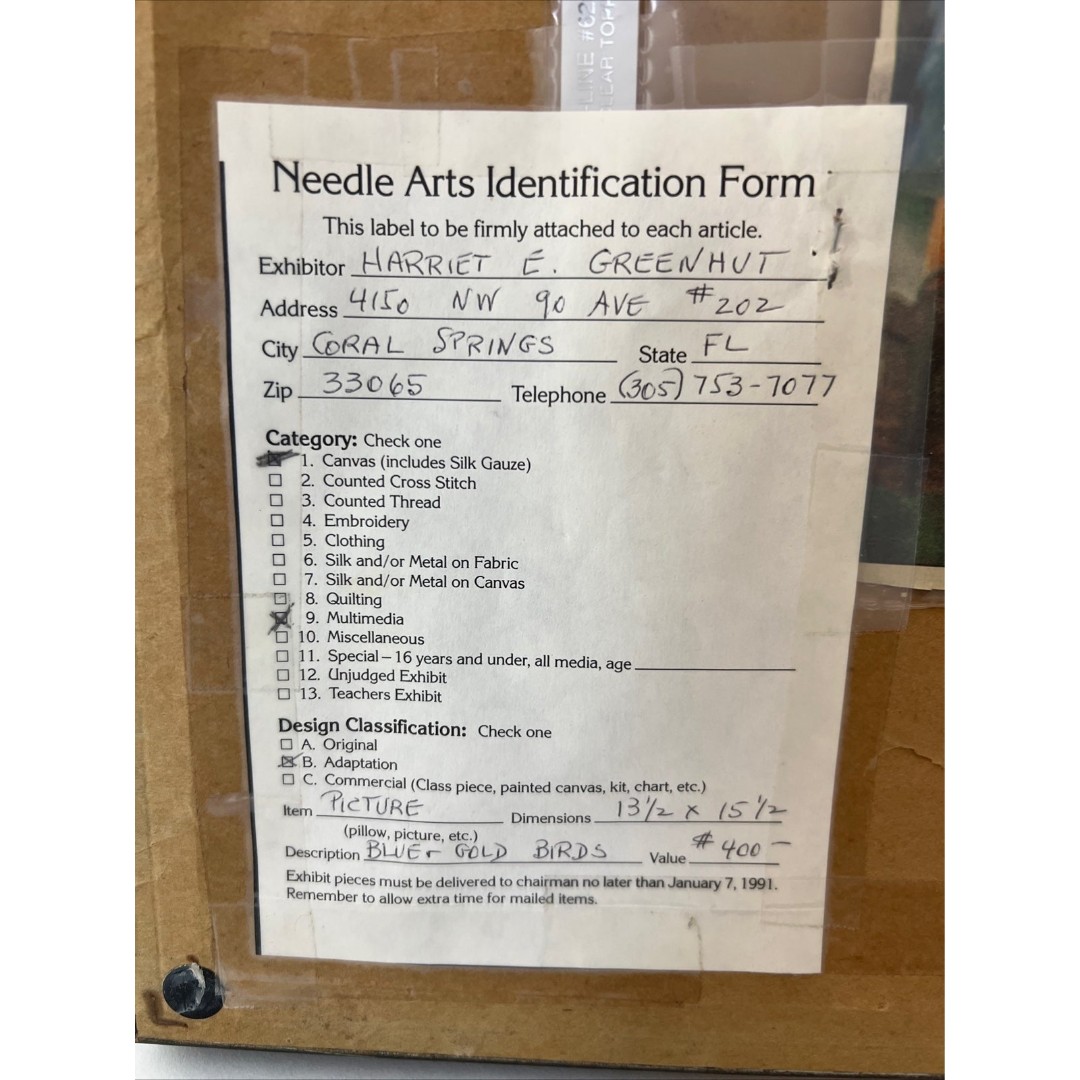 LINE #62
CLEAR TOP
Needle Arts Identification Form
This label to be firmly attached to each article.
Exhibitor HARRIET E. GREENHUT
Address 4150 NW 90 AVE #202
City CORAL SPRINGS State FL
Zip 33065 Telephone (305) 753-7077
Category: Check one
1. Canvas (includes Silk Gauze)
2. Counted Cross Stitch
3. Counted Thread
4. Embroidery
5. Clothing
6. Silk and/or Metal on Fabric
7. Silk and/or Metal on Canvas
8. Quilting
9. Multimedia
10. Miscellaneous
11. Special – 16 years and under, all media, age
12. Unjudged Exhibit
13. Teachers Exhibit
Design Classification: Check one
A. Original
B. Adaptation
C. Commercial (Class piece, painted canvas, kit, chart, etc.)
Item PICTURE Dimensions 13 1/2 x 15 1/2
(pillow, picture, etc.)
Description BLUE + GOLD BIRDS Value # 400 —
Exhibit pieces must be delivered to chairman no later than January 7, 1991.
Remember to allow extra time for mailed items.